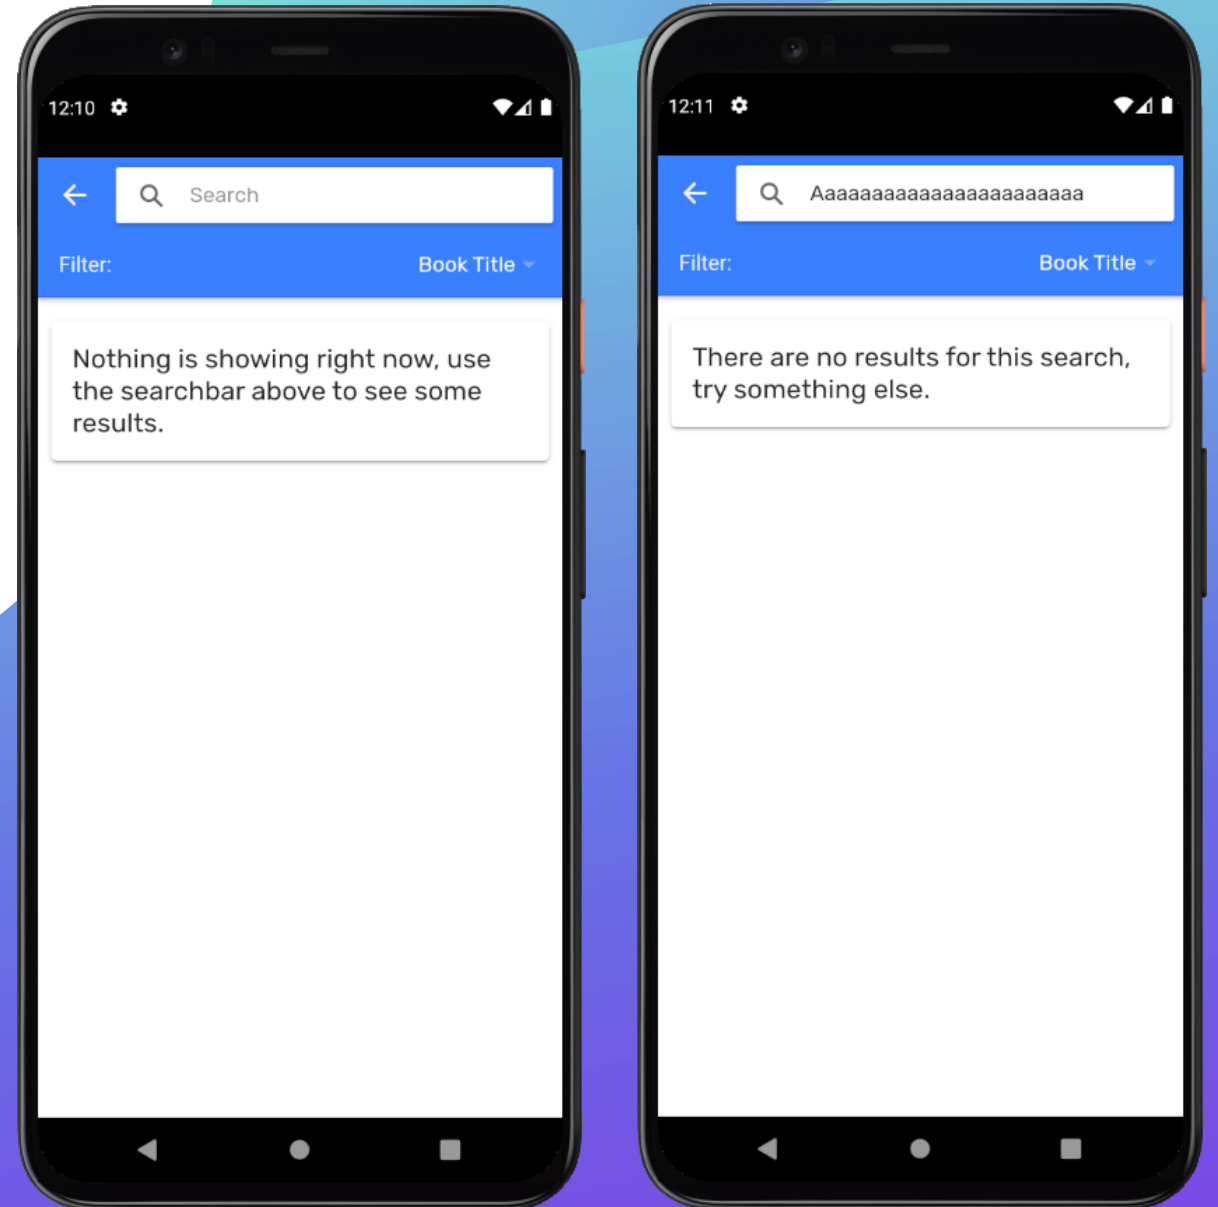 12:10
Search
Filter:
Book Title
Nothing is showing right now, use
the searchbar above to see some
results.
12:11
Aaaaaaaaaaaaaaaaaaaaaaa
Filter:
Book Title
There are no results for this search,
try something else.